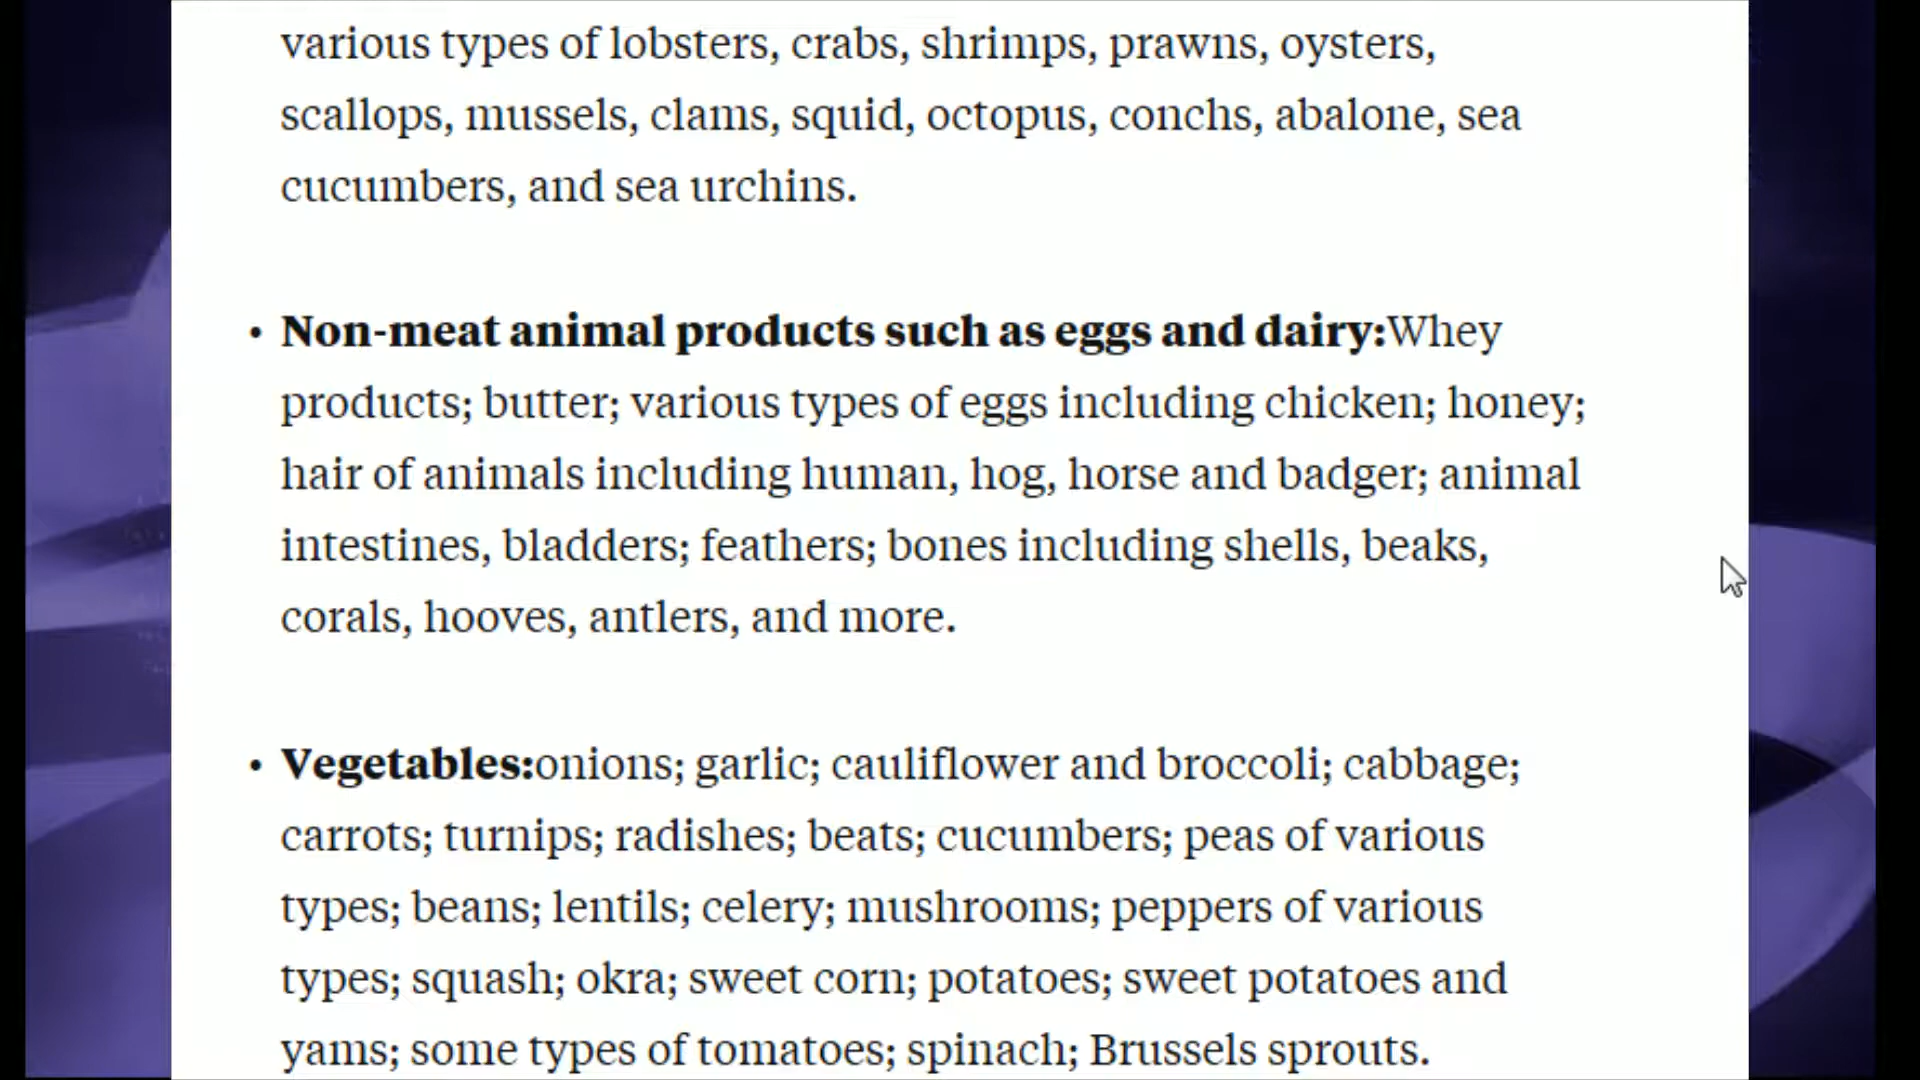 various types of lobsters, crabs, shrimps, prawns, oysters,
scallops, mussels, clams, squid, octopus, conchs, abalone, sea
cucumbers, and sea urchins.
• Non-meat animal products such as eggs and dairy:Whey
products; butter; various types of eggs including chicken; honey;
hair of animals including human, hog, horse and badger; animal
intestines, bladders; feathers; bones including shells, beaks,
corals, hooves, antlers, and more.
• Vegetables:onions; garlic; cauliflower and broccoli; cabbage;
carrots; turnips; radishes; beats; cucumbers; peas of various
types; beans; lentils; celery; mushrooms; peppers of various
types; squash; okra; sweet corn; potatoes; sweet potatoes and
yams; some types of tomatoes; spinach; Brussels sprouts.